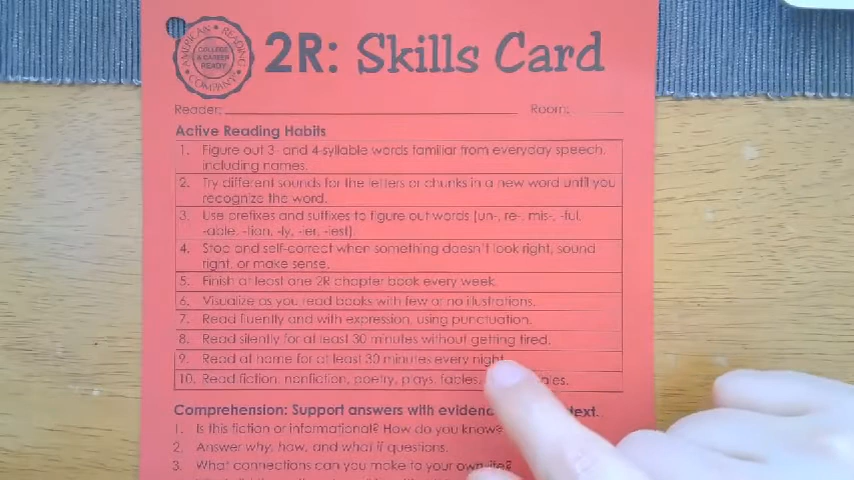 AMERICAN READING COMPANY
COLLEGE
& CAREER
READY
2R: Skills Card
Reader: Room:
Active Reading Habits
1. Figure out 3- and 4-syllable words familiar from everyday speech,
including names.
2. Try different sounds for the letters or chunks in a new word until you
recognize the word.
3. Use prefixes and suffixes to figure out words (un-, re-, mis-, -ful,
-able, -tion, -ly, -ier, -iest).
4. Stop and self-correct when something doesn't look right, sound
right, or make sense.
5. Finish at least one 2R chapter book every week.
6. Visualize as you read books with few or no illustrations.
7. Read fluently and with expression, using punctuation.
8. Read silently for at least 30 minutes without getting tired.
9. Read at home for at least 30 minutes every night.
10. Read fiction, nonfiction, poetry, plays, fables,
Comprehension: Support answers with evidence text.
1. Is this fiction or informational? How do you know?
2. Answer why, how, and what if questions.
3. What connections can you make to your own life?